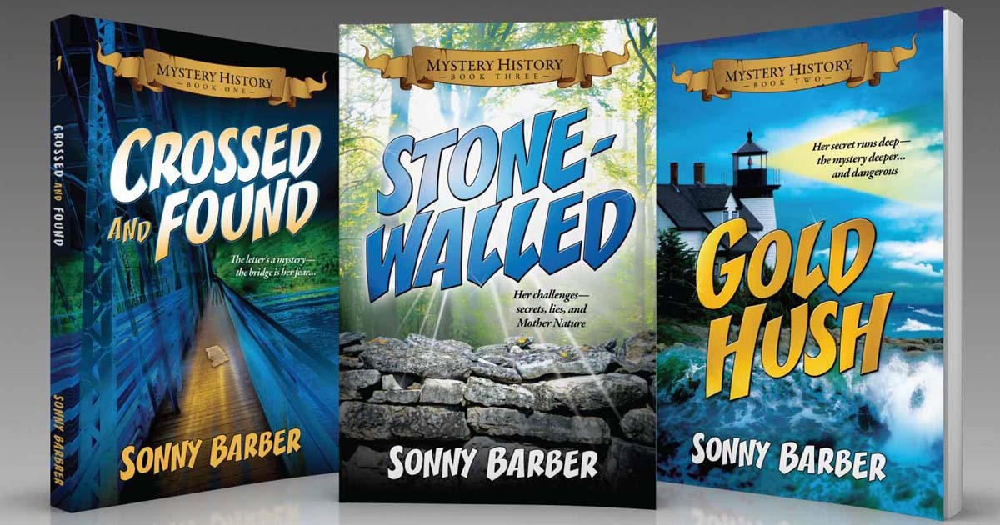 1
CROSSED AND FOUND
SONNY BARBER
MYSTERY HISTORY
– BOOK ONE –
CROSSED
AND FOUND
The letter's a mystery—
the bridge is her fear...
SONNY BARBER
MYSTERY HISTORY
– BOOK THREE –
STONE-
WALLED
Her challenges—
secrets, lies, and
Mother Nature
SONNY BARBER
MYSTERY HISTORY
– BOOK TWO –
Her secret runs deep—
the mystery deeper...
and dangerous
GOLD
HUSH
SONNY BARBER